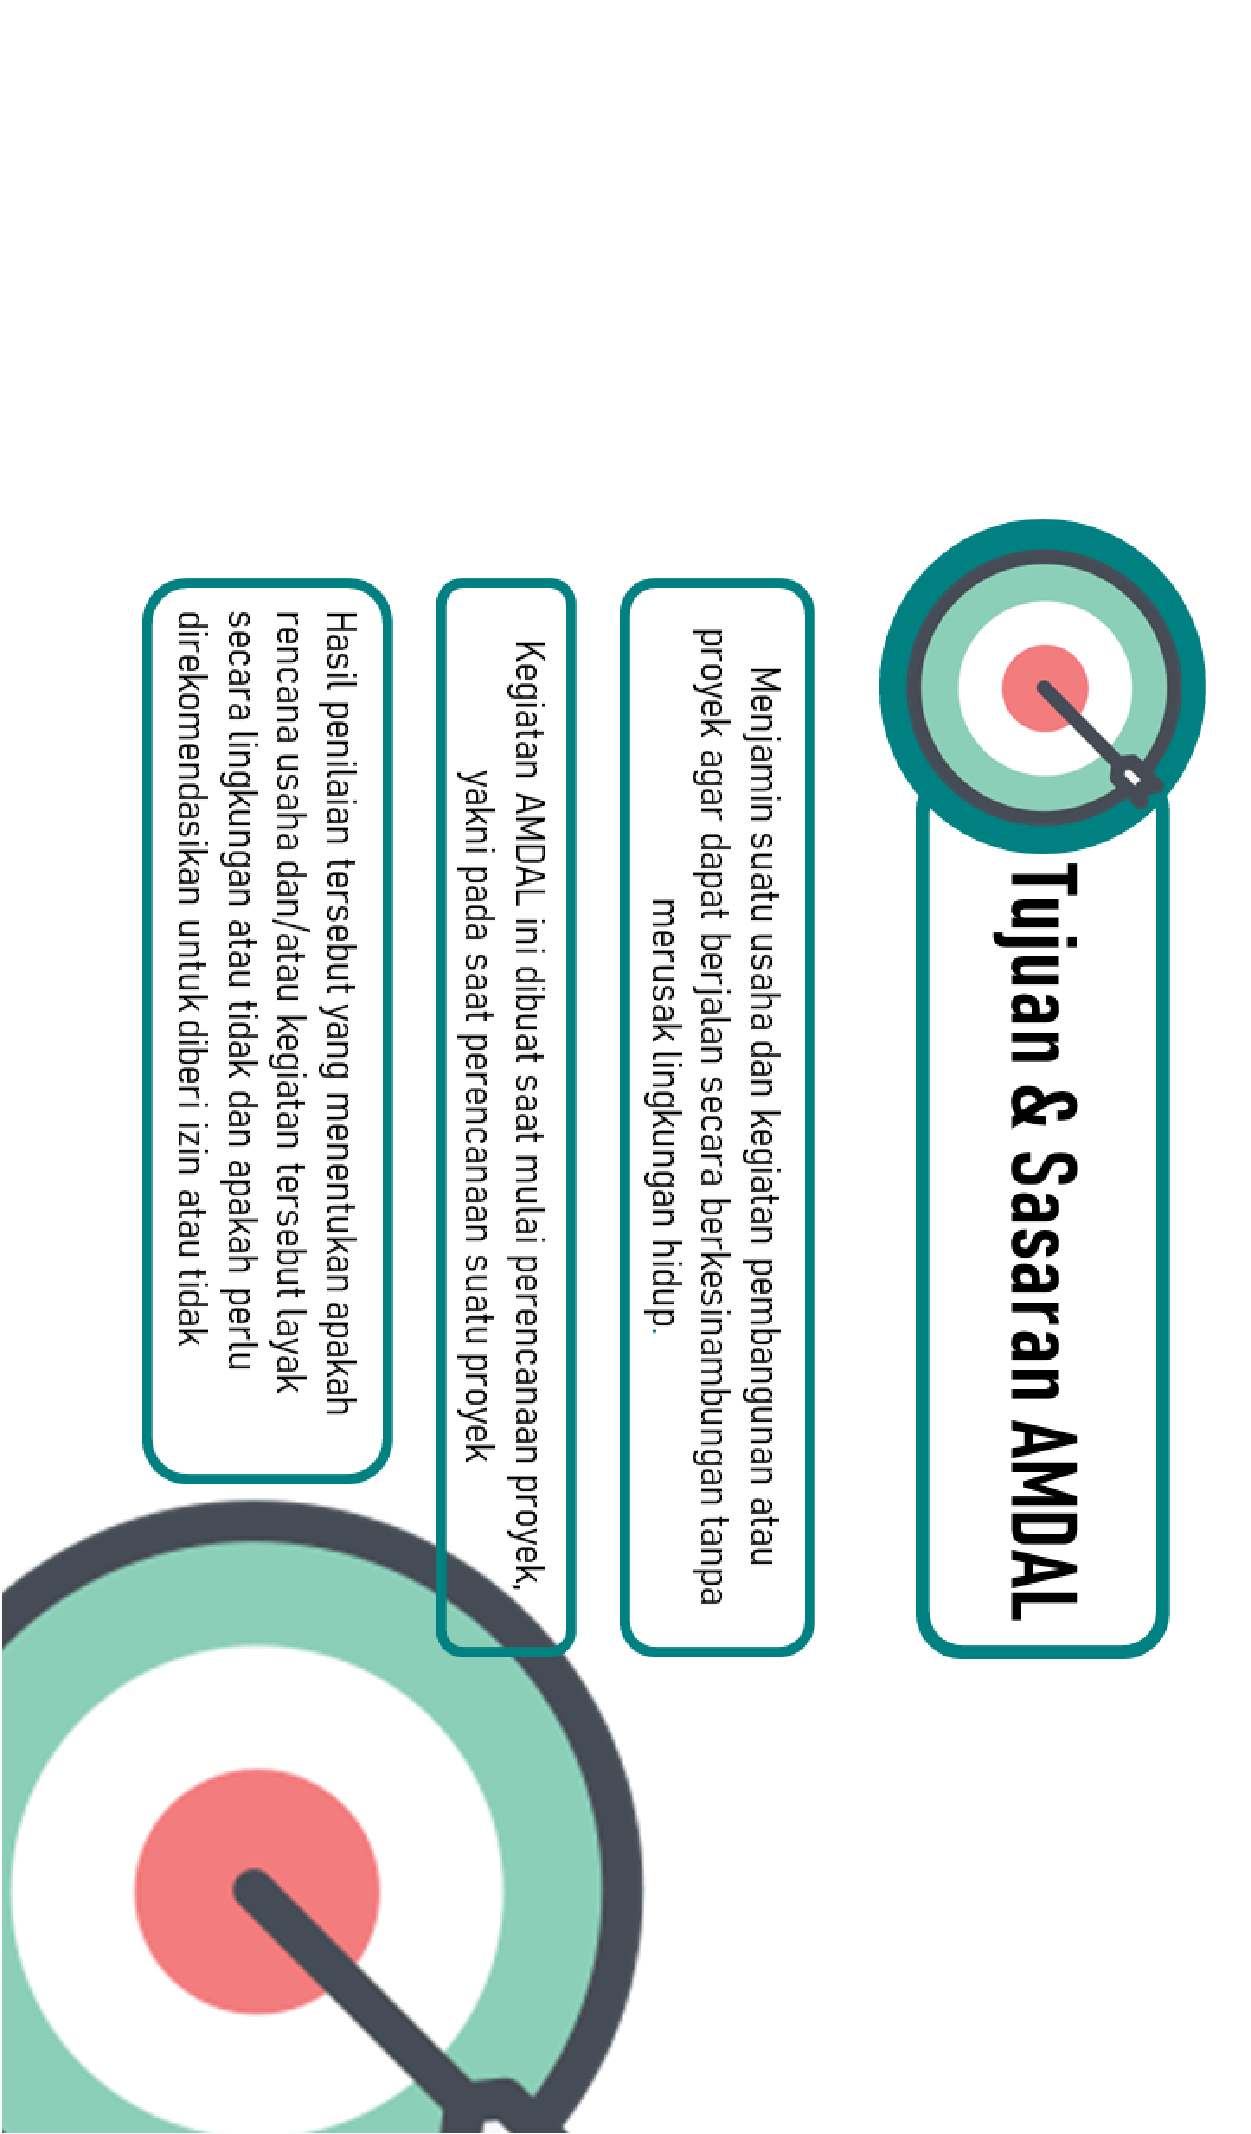 Tujuan & Sasaran AMDAL
Menjamin suatu usaha dan kegiatan pembangunan atau
proyek agar dapat berjalan secara berkesinambungan tanpa
merusak lingkungan hidup.
Kegiatan AMDAL ini dibuat saat mulai perencanaan proyek,
yakni pada saat perencanaan suatu proyek
Hasil penilaian tersebut yang menentukan apakah
rencana usaha dan/atau kegiatan tersebut layak
secara lingkungan atau tidak dan apakah perlu
direkomendasikan untuk diberi izin atau tidak